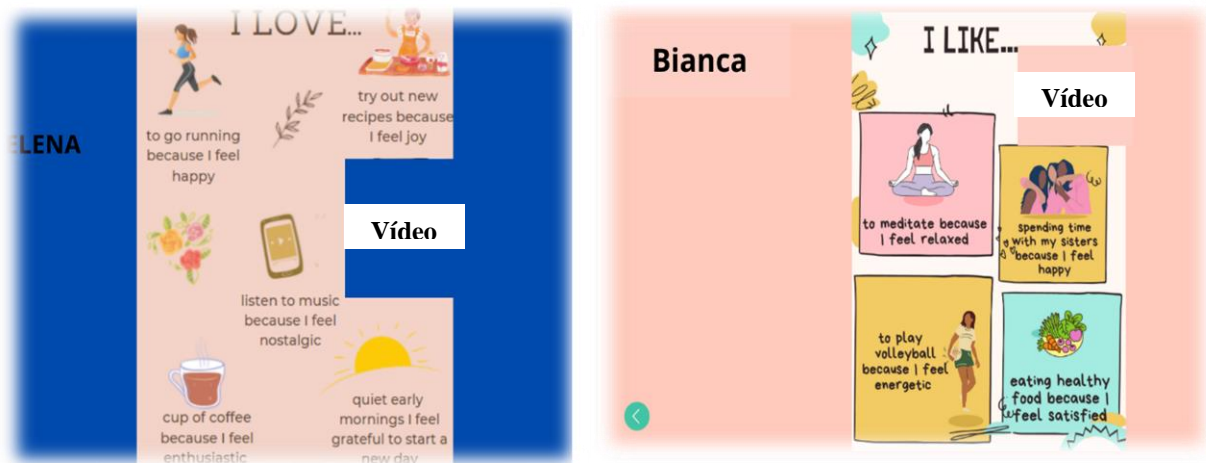 I LOVE...
to go running
because I feel
happy
try out new
recipes because
I feel joy
ELENA
Vídeo
listen to music
because I feel
nostalgic
cup of coffee
because I feel
enthusiastic
quiet early
mornings I feel
grateful to start a
new day
Bianca
I LIKE...
Vídeo
to meditate because
I feel relaxed
spending time
with my sisters
because I feel
happy
to play
volleyball
because I feel
energetic
eating healthy
food because I
feel satisfied